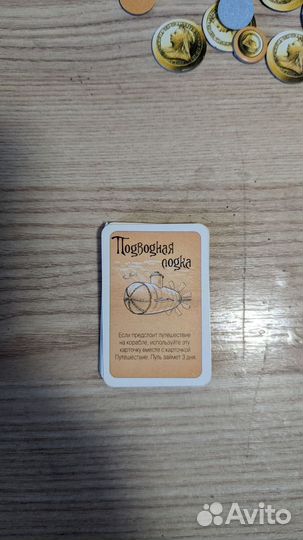 Подводная
лодка
Если предстоит путешествие
на корабле, используйте эту
карточку вместе с карточкой
Путешествие. Путь займет 3 дня.
Avito